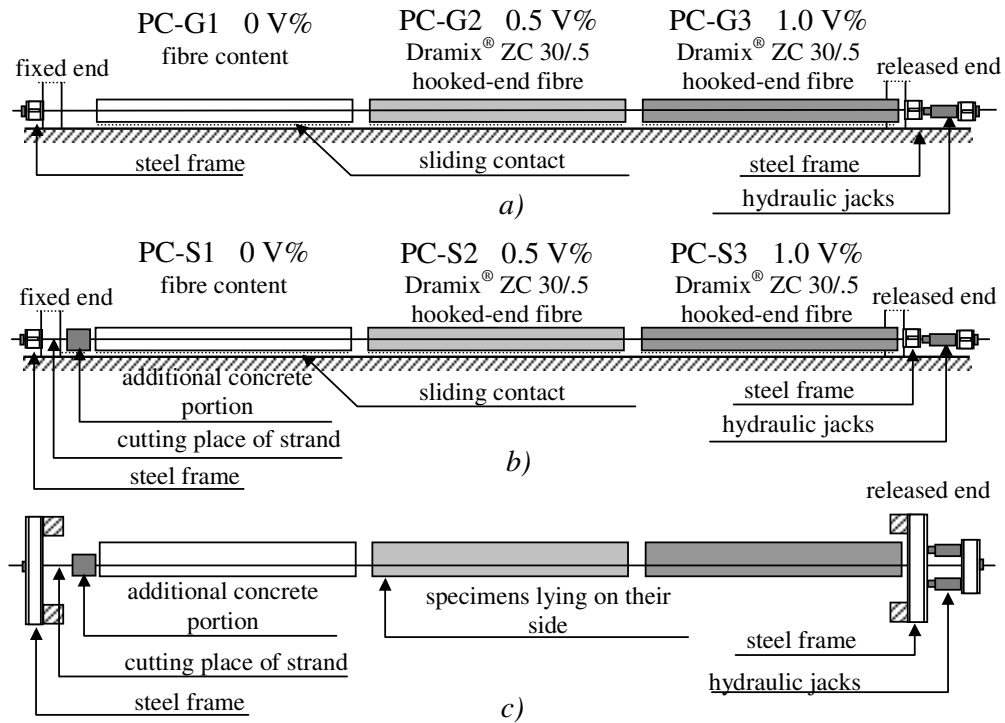 PC-G1 0 V%
fibre content
PC-G2 0.5 V%
Dramix® ZC 30/.5
hooked-end fibre
PC-G3 1.0 V%
Dramix® ZC 30/.5
hooked-end fibre
fixed end
released end
steel frame
sliding contact
steel frame
hydraulic jacks
a)
PC-S1 0 V%
fibre content
PC-S2 0.5 V%
Dramix® ZC 30/.5
hooked-end fibre
PC-S3 1.0 V%
Dramix® ZC 30/.5
hooked-end fibre
fixed end
released end
additional concrete
portion
cutting place of strand
steel frame
sliding contact
steel frame
hydraulic jacks
b)
released end
additional concrete
portion
cutting place of strand
steel frame
specimens lying on their
side
steel frame
hydraulic jacks
c)